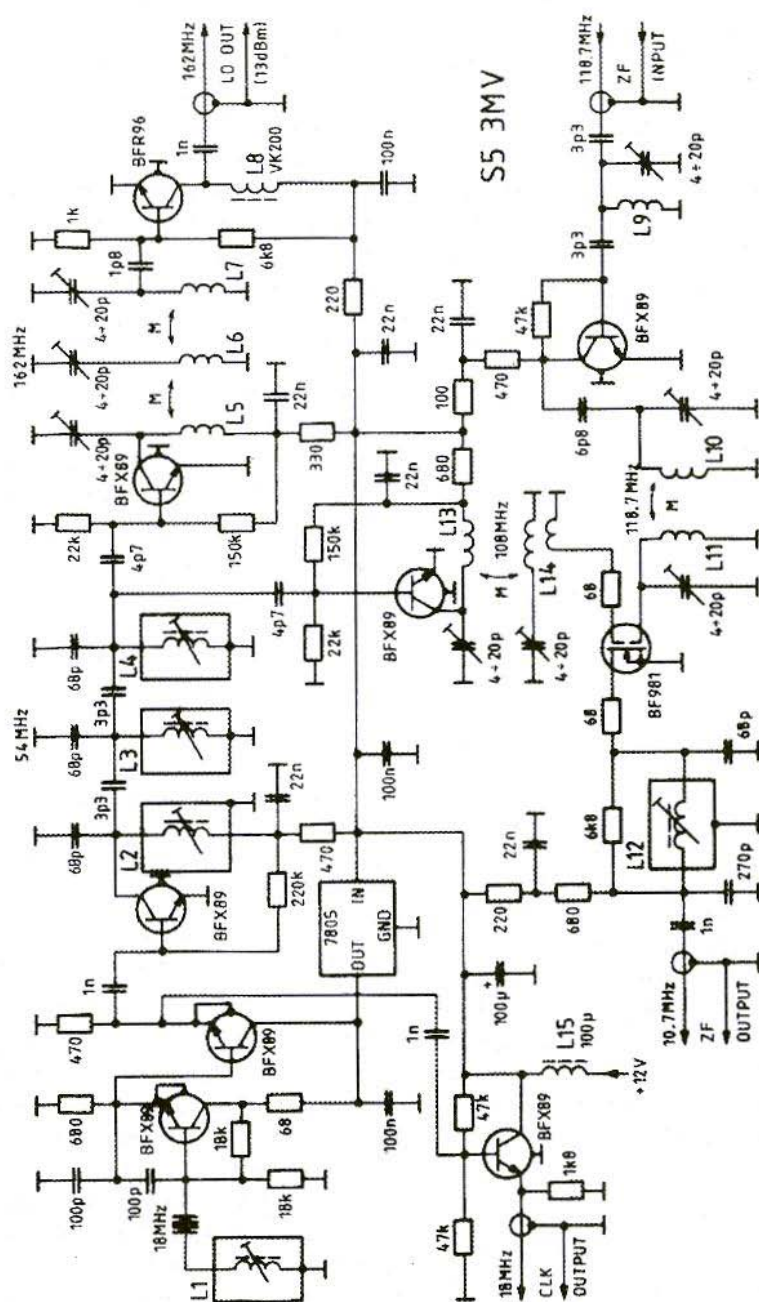 162MHz
LO OUT
(13dBm)
BFR96
1n
L8
VK200
100n
1k
1p8
6k8
L7
4÷20p
M
L6
4÷20p
162MHz
M
L5
4÷20p
BFX89
22n
330
220
22n
22k
4p7
150k
54MHz
68p
L4
3p3
68p
L3
3p3
68p
L2
BFX89
22n
470
220k
1n
470
BFX89
680
BFX89
68
18k
100p
100p
18k
18MHz
L1
7805
IN
OUT
GND
100n
100n
S5 3MV
118.7MHz
ZF
INPUT
3p3
4÷20p
L9
3p3
47k
BFX89
22n
470
100
680
22n
6p8
4÷20p
L10
118.7MHz
M
L11
4÷20p
150k
4p7
22k
BFX89
L13
108MHz
M
L14
4÷20p
4÷20p
68
BF981
68
68p
6k8
L12
270p
22n
220
680
1n
10.7MHz
ZF
OUTPUT
100µ
+
L15
100µ
+12V
1n
47k
BFX89
1k8
47k
18MHz
CLK
OUTPUT